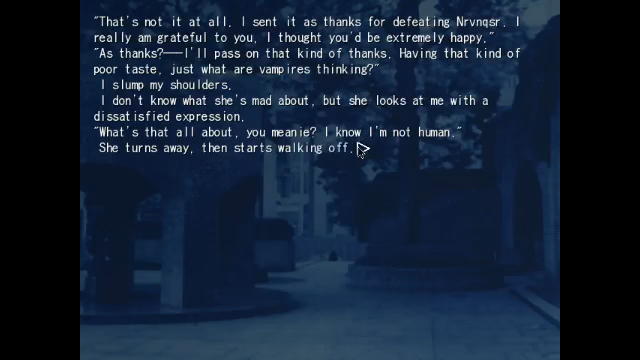 "That's not it at all. I sent it as thanks for defeating Nrvnqsr. I
really am grateful to you, I thought you'd be extremely happy."
"As thanks?――I'll pass on that kind of thanks. Having that kind of
poor taste, just what are vampires thinking?"
I slump my shoulders.
I don't know what she's mad about, but she looks at me with a
dissatisfied expression.
"What's that all about, you meanie? I know I'm not human."
She turns away, then starts walking off.